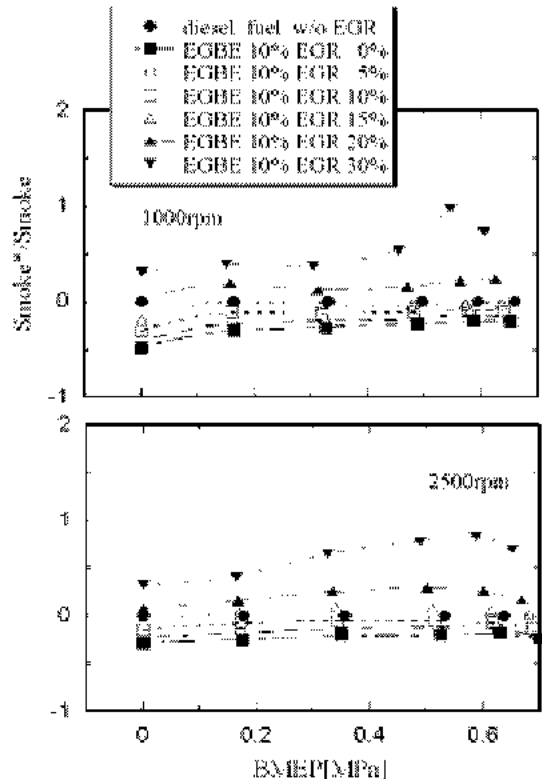 diesel fuel w/o EGR
EGBE 10% EGR 0%
EGBE 10% EGR 5%
EGBE 10% EGR 10%
EGBE 10% EGR 15%
EGBE 10% EGR 20%
EGBE 10% EGR 30%
2
1
0
-1
Smoke*/Smoke
1000rpm
2
1
0
-1
2500rpm
0 0.2 0.4 0.6
BMEP[MPa]